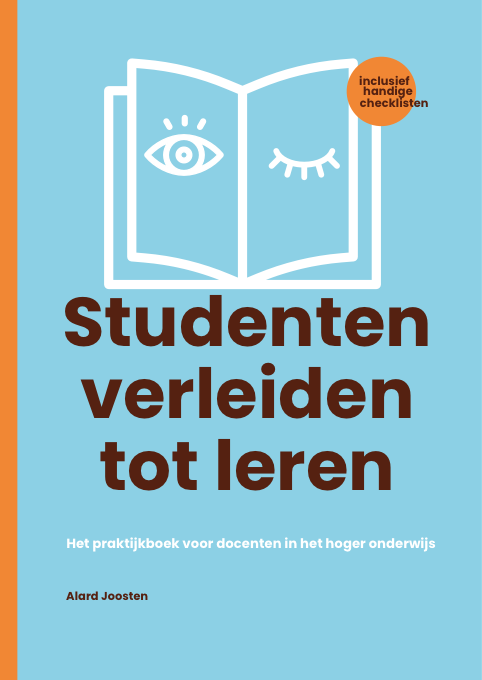 inclusief
handige
checklisten
Studenten
verleiden
tot leren
Het praktijkboek voor docenten in het hoger onderwijs
Alard Joosten